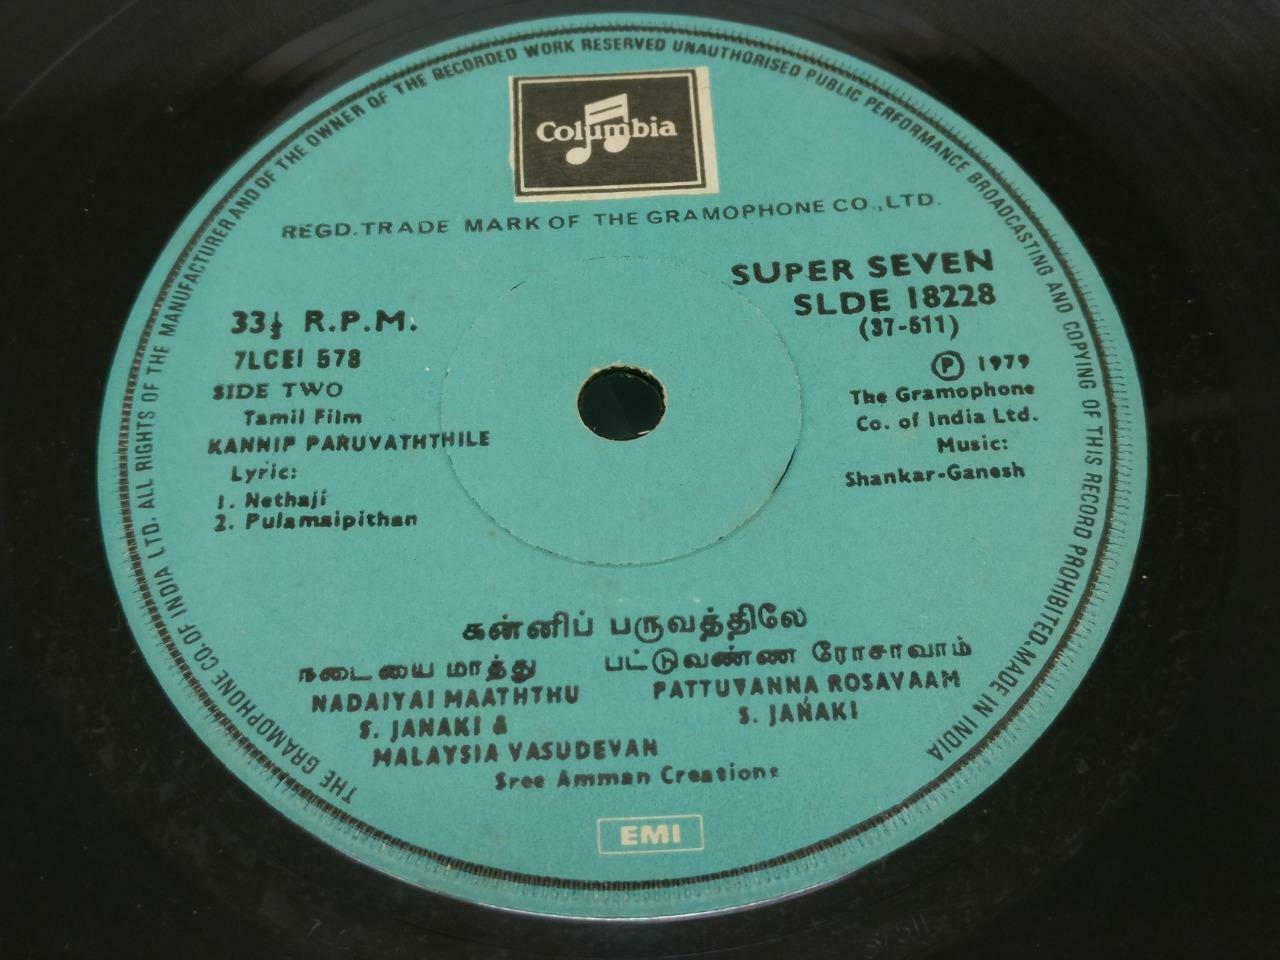 THE GRAMOPHONE CO. OF INDIA LTD. ALL RIGHTS OF THE MANUFACTURER AND OF THE OWNER OF THE RECORDED WORK RESERVED UNAUTHORISED PUBLIC PERFORMANCE BROADCASTING AND COPYING OF THIS RECORD PROHIBITED. MADE IN INDIA
Columbia
REGD. TRADE MARK OF THE GRAMOPHONE CO., LTD.
SUPER SEVEN
SLDE 18228
(37-511)
33⅓ R.P.M.
7LCEI 578
SIDE TWO
Tamil Film
KANNIP PARUVATHTHILE
Lyric:
1. Nethaji
2. Pulamaipithan
Ⓟ 1979
The Gramophone
Co. of India Ltd.
Music:
Shankar-Ganesh
கன்னிப் பருவத்திலே
நடையை மாத்து
NADAIYAI MAATHTHU
S. JANAKI &
MALAYSIA VASUDEVAN
பட்டுவண்ண ரோசாவாம்
PATTUVANNA ROSAVAAM
S. JANAKI
Sree Amman Creations
EMI